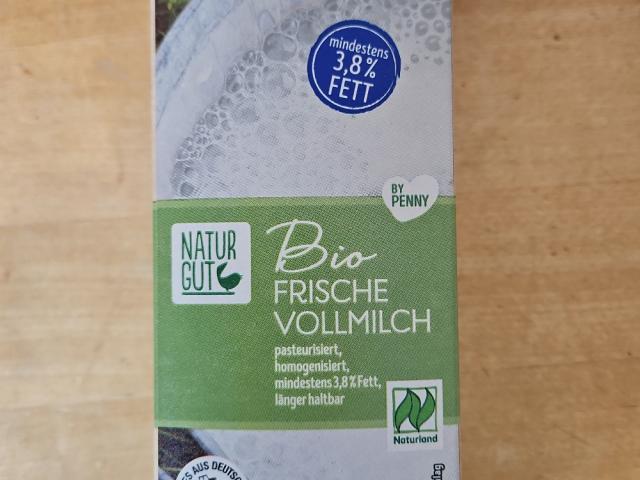 mindestens
3,8 %
FETT
BY
PENNY
NATUR
GUT
Bio
FRISCHE
VOLLMILCH
pasteurisiert,
homogenisiert,
mindestens 3,8 % Fett,
länger haltbar
Naturland
AUS